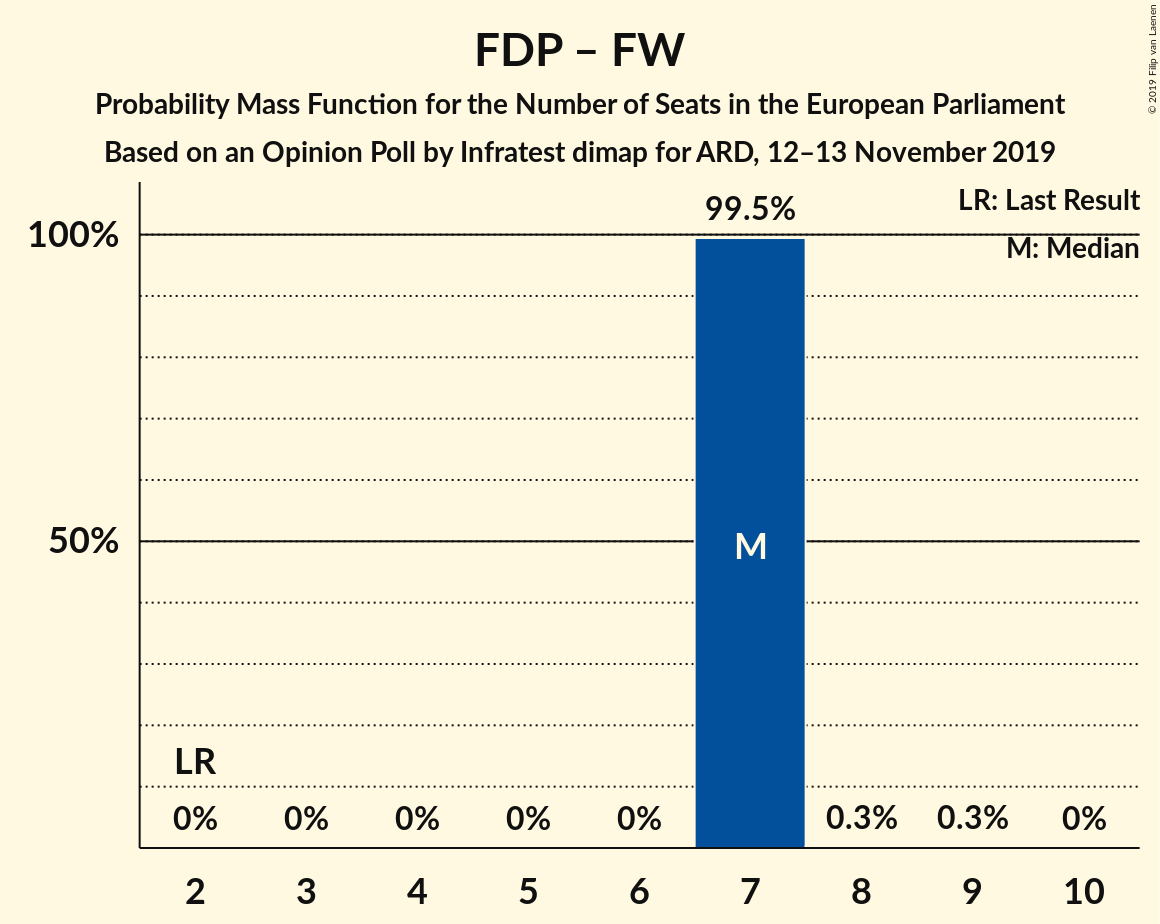 FDP – FW
Probability Mass Function for the Number of Seats in the European Parliament
Based on an Opinion Poll by Infratest dimap for ARD, 12–13 November 2019
© 2019 Filip van Laenen
LR: Last Result
M: Median
99.5%
100%
50%
M
LR
0% 0% 0% 0% 0% 0.3% 0.3% 0%
2 3 4 5 6 7 8 9 10